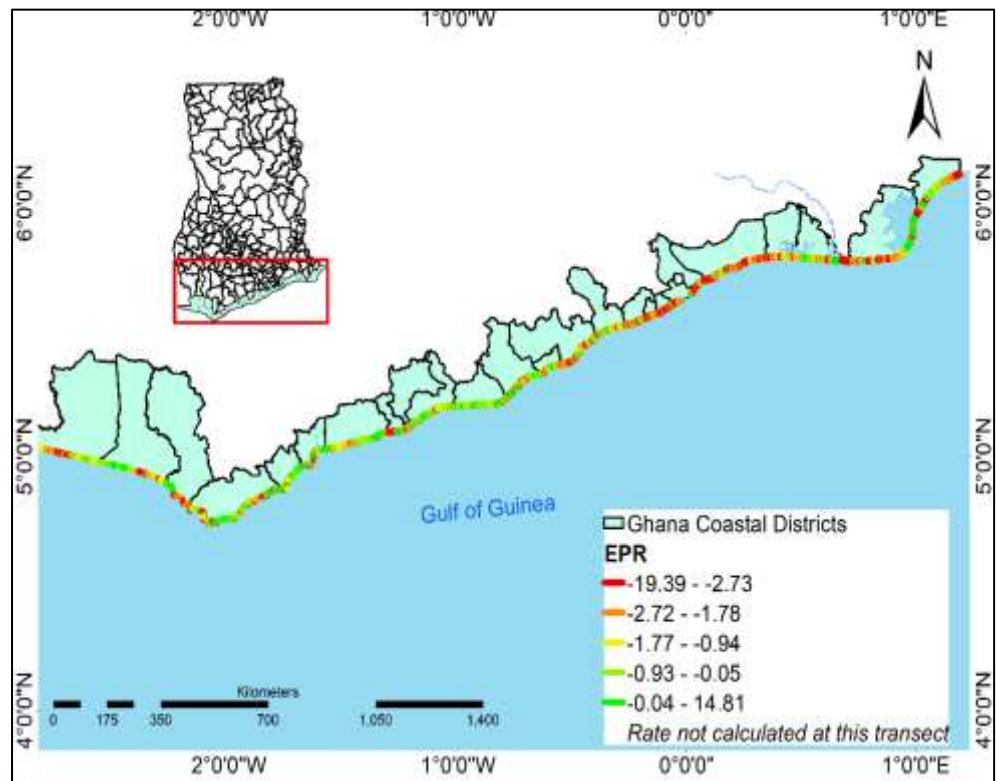 2°0'0"W 1°0'0"W 0°0'0" 1°0'0"E
N
6°0'0"N 6°0'0"N
5°0'0"N 5°0'0"N
4°0'0"N 4°0'0"N
Gulf of Guinea
Ghana Coastal Districts
EPR
-19.39 - -2.73
-2.72 - -1.78
-1.77 - -0.94
-0.93 - -0.05
-0.04 - 14.81
Rate not calculated at this transect
Kilometers
0 175 350 700 1,050 1,400
2°0'0"W 1°0'0"W 0°0'0" 1°0'0"E